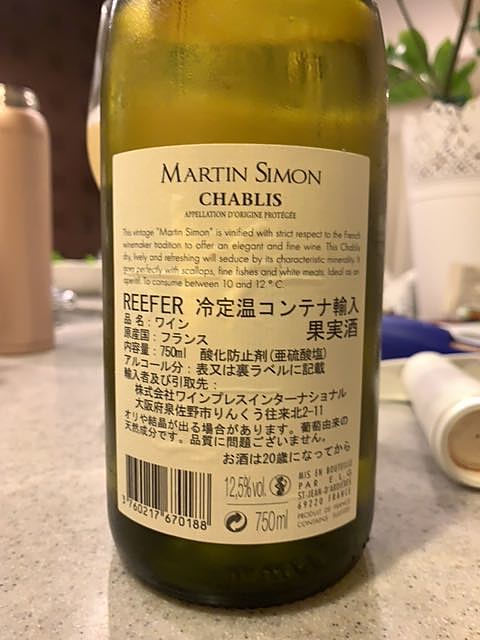 MARTIN SIMON
CHABLIS
APPELLATION D'ORIGINE PROTÉGÉE
This vintage "Martin Simon" is vinified with strict respect to the French
winemaker tradition to offer an elegant and fine wine. This Chablis
dry, lively and refreshing will seduce by its characteristic minerality. It
goes perfectly with scallops, fine fishes and white meats. Ideal as an
aperitif. To consume between 10 and 12 °C.
REEFER 冷定温コンテナ輸入
品名：ワイン 果実酒
原産国：フランス
内容量：750ml 酸化防止剤(亜硫酸塩)
アルコール分：表又は裏ラベルに記載
輸入者及び引取先：
株式会社ワインプレスインターナショナル
大阪府泉佐野市りんくう往来北2-11
オリや結晶が出る場合があります。葡萄由来の
天然成分です。品質に問題ございません。
お酒は20歳になってから
3760217670188
12,5%vol.
750ml
MIS EN BOUTEILLE
PAR ELG
ST-JEAN-D'ARDIÈRES
69220 FRANCE
PRODUCT OF FRANCE
CONTAINS SULFITES